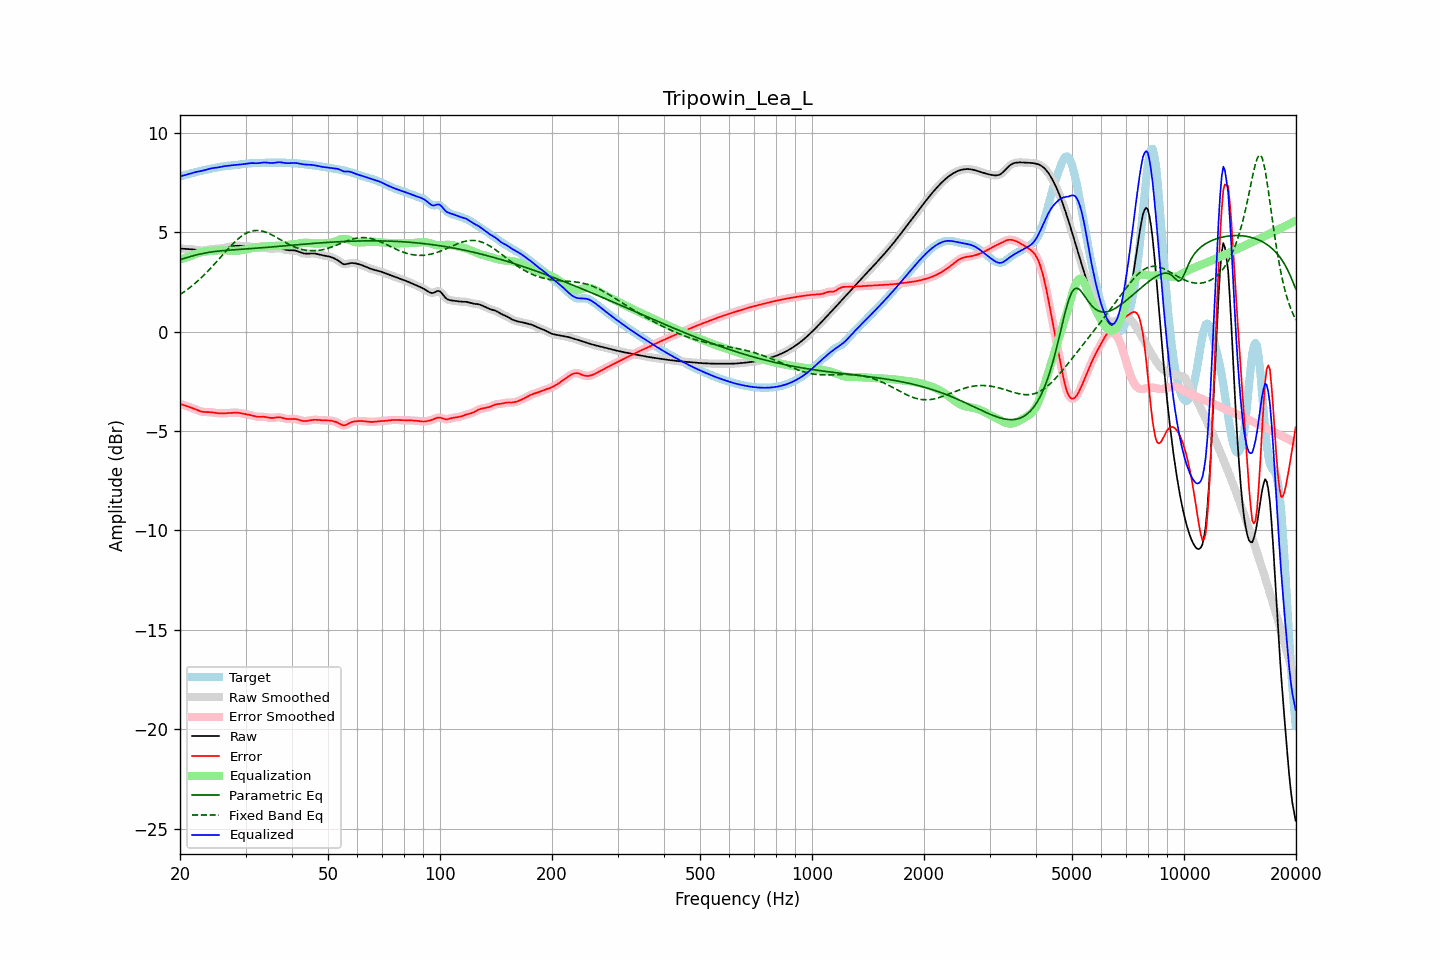 Tripowin_Lea_L
Amplitude (dBr)
10
5
0
−5
−10
−15
−20
−25
Target
Raw Smoothed
Error Smoothed
Raw
Error
Equalization
Parametric Eq
Fixed Band Eq
Equalized
20 50 100 200 500 1000 2000 5000 10000 20000
Frequency (Hz)